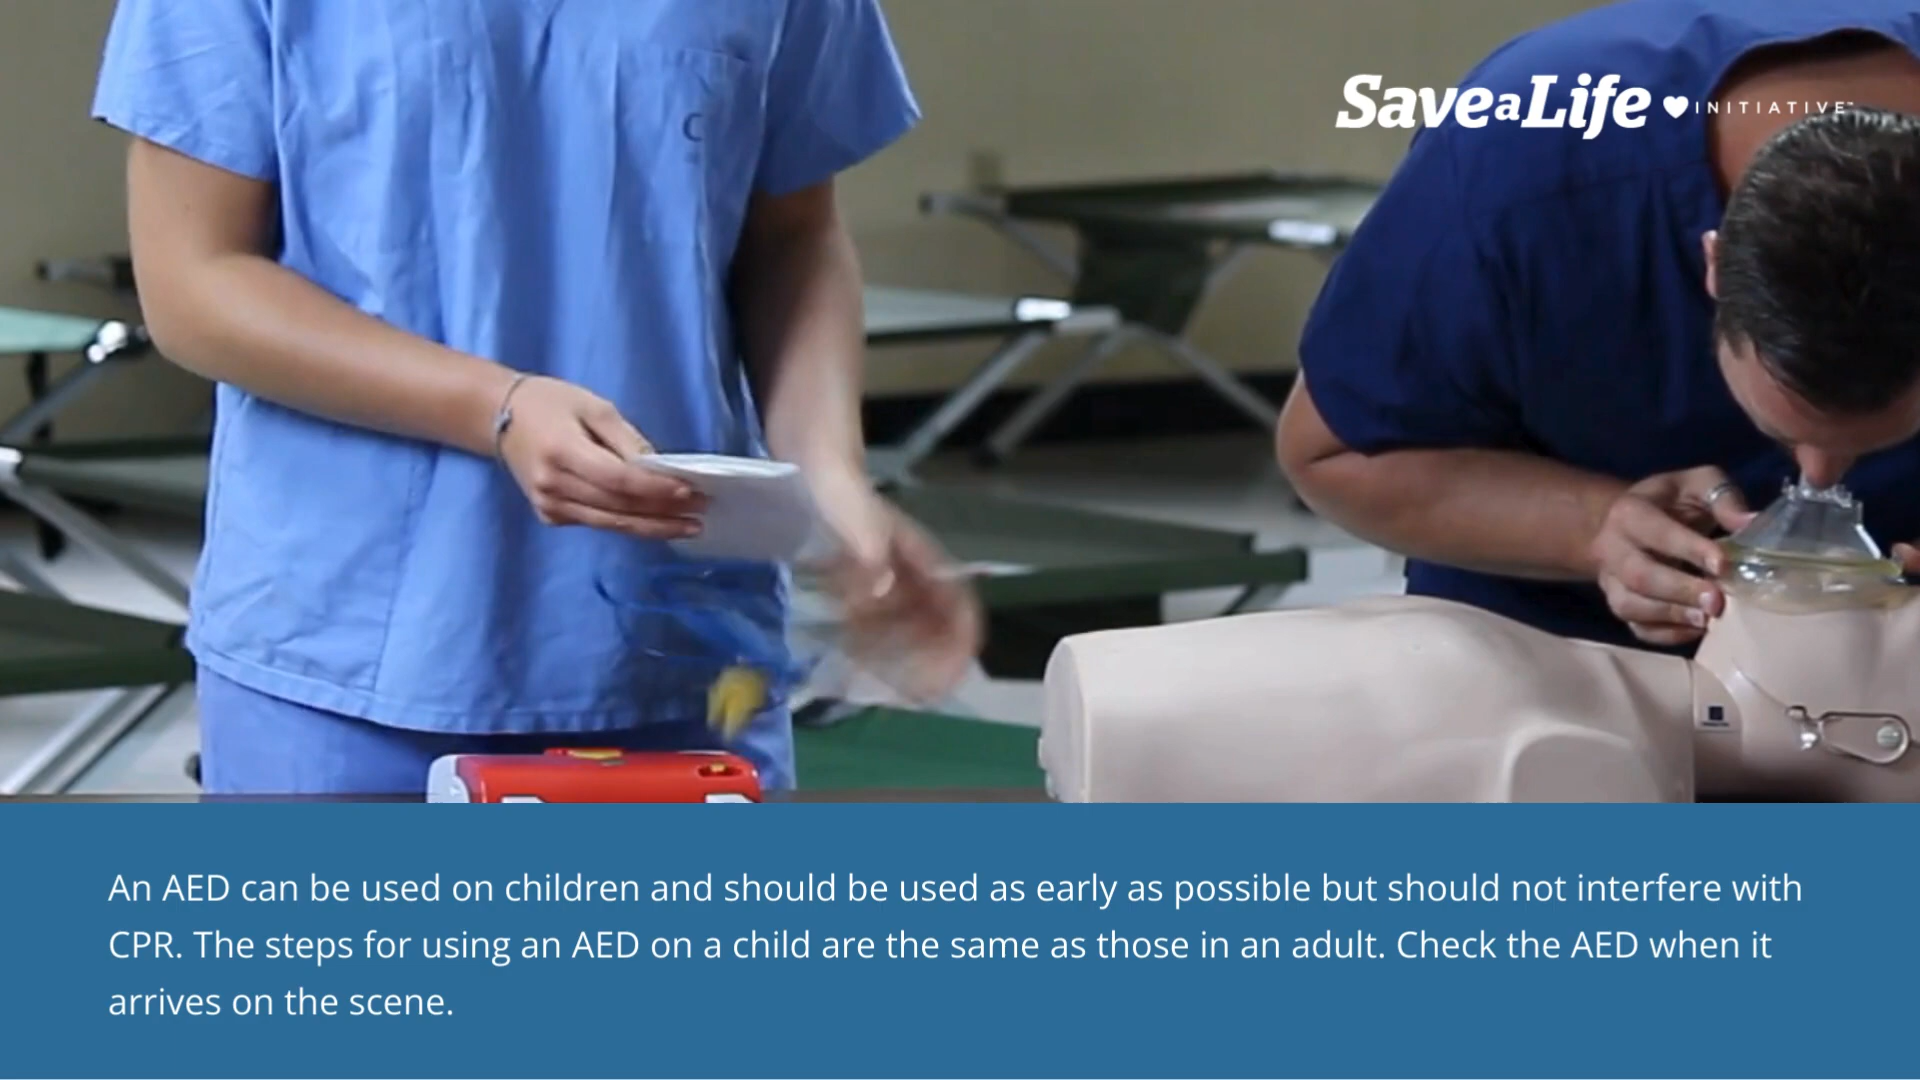 SaveaLife INITIATIVE™
C
An AED can be used on children and should be used as early as possible but should not interfere with
CPR. The steps for using an AED on a child are the same as those in an adult. Check the AED when it
arrives on the scene.